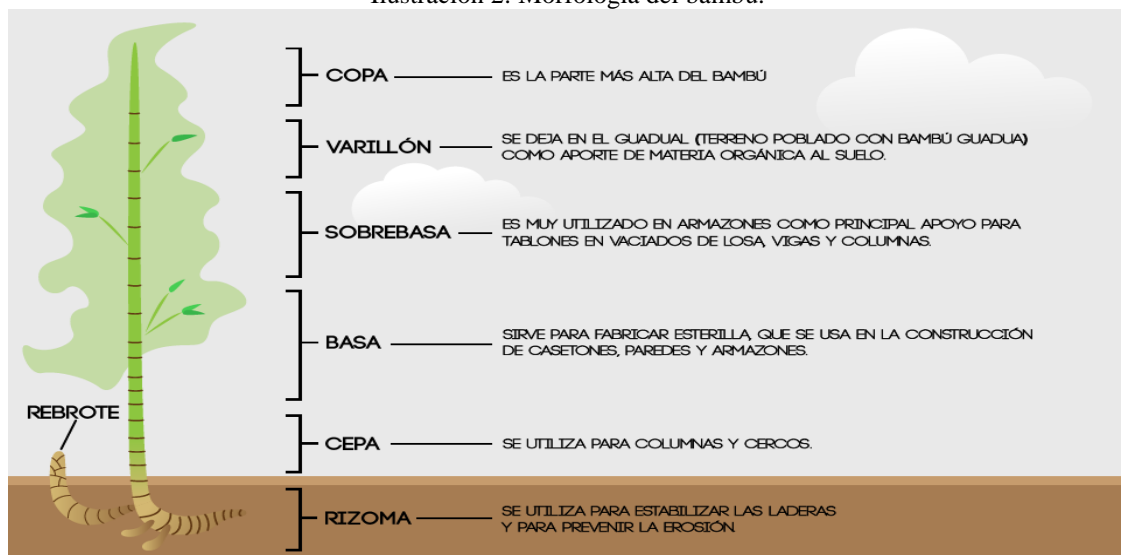 Ilustración 2. Morfología del bambú.
COPA
ES LA PARTE MÁS ALTA DEL BAMBÚ
VARILLÓN
SE DEJA EN EL GUADUAL (TERRENO POBLADO CON BAMBÚ GUADUA)
COMO APORTE DE MATERIA ORGÁNICA AL SUELO.
SOBREBASA
ES MUY UTILIZADO EN ARMAZONES COMO PRINCIPAL APOYO PARA
TABLONES EN VACIADOS DE LOSA, VIGAS Y COLUMNAS.
BASA
SIRVE PARA FABRICAR ESTERILLA, QUE SE USA EN LA CONSTRUCCIÓN
DE CASETONES, PAREDES Y ARMAZONES.
REBROTE
CEPA
SE UTILIZA PARA COLUMNAS Y CERCOS.
RIZOMA
SE UTILIZA PARA ESTABILIZAR LAS LADERAS
Y PARA PREVENIR LA EROSIÓN.